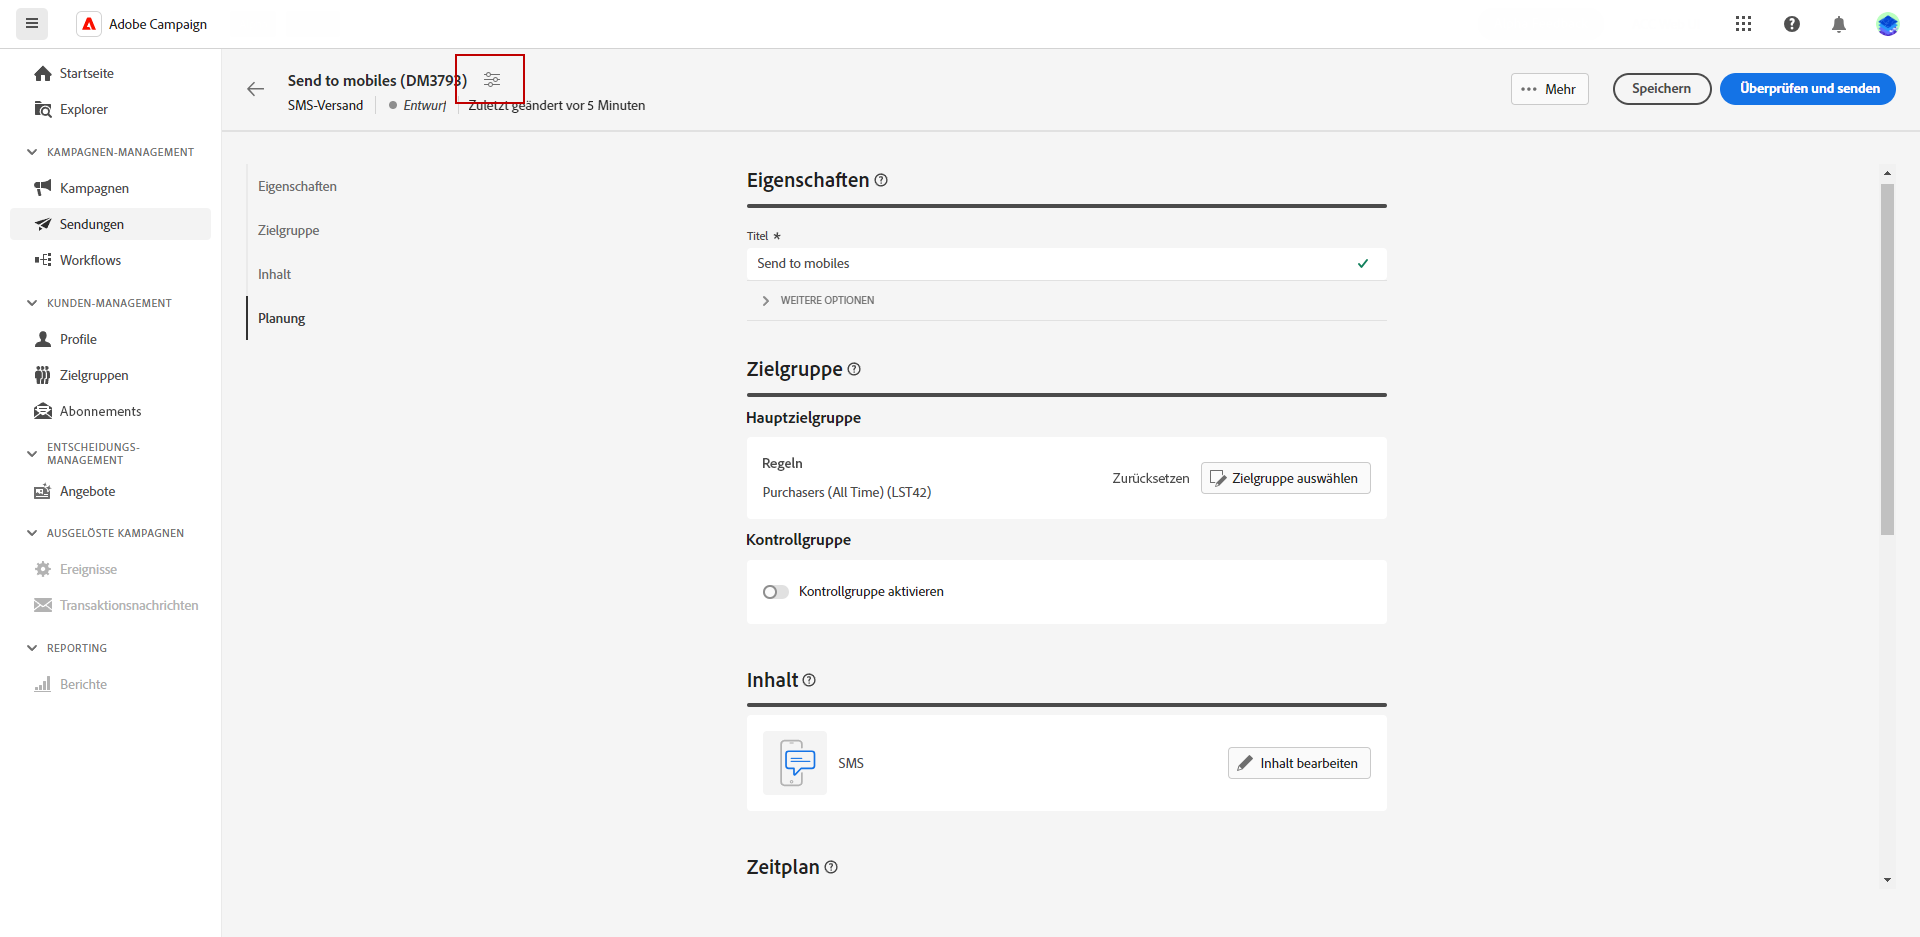 Adobe Campaign
Startseite
Explorer
KAMPAGNEN-MANAGEMENT
Kampagnen
Sendungen
Workflows
KUNDEN-MANAGEMENT
Profile
Zielgruppen
Abonnements
ENTSCHEIDUNGS-
MANAGEMENT
Angebote
AUSGELÖSTE KAMPAGNEN
Ereignisse
Transaktionsnachrichten
REPORTING
Berichte
Send to mobiles (DM3793)
SMS-Versand
Entwurf
Zuletzt geändert vor 5 Minuten
Mehr
Speichern
Überprüfen und senden
Eigenschaften
Zielgruppe
Inhalt
Planung
Eigenschaften
Titel *
Send to mobiles
WEITERE OPTIONEN
Zielgruppe
Hauptzielgruppe
Regeln
Purchasers (All Time) (LST42)
Zurücksetzen
Zielgruppe auswählen
Kontrollgruppe
Kontrollgruppe aktivieren
Inhalt
SMS
Inhalt bearbeiten
Zeitplan